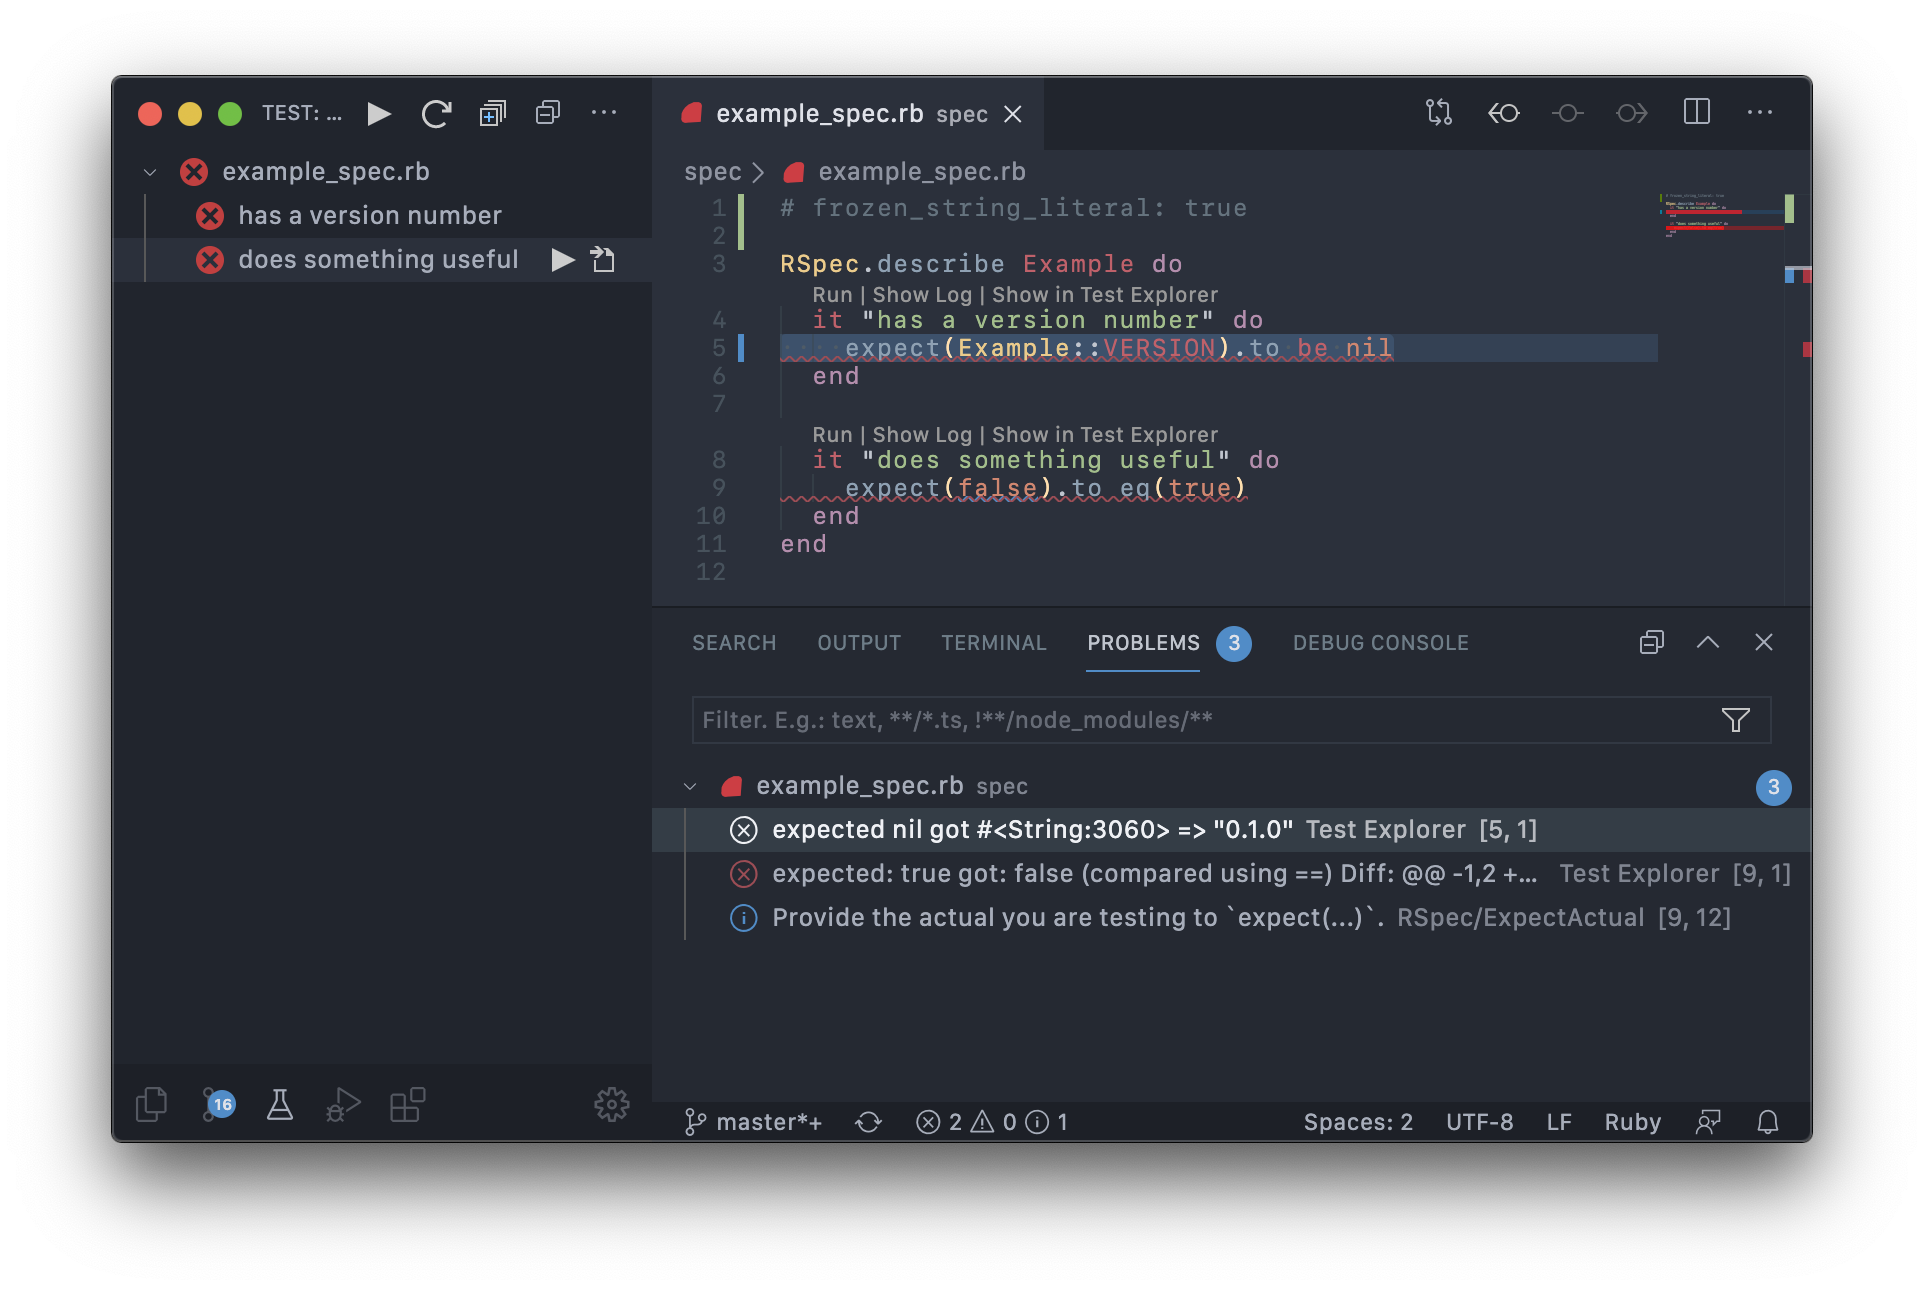 TEST: ...
example_spec.rb
has a version number
does something useful
16
example_spec.rb spec
spec > example_spec.rb
1 # frozen_string_literal: true
2
3 RSpec.describe Example do
Run | Show Log | Show in Test Explorer
4 it "has a version number" do
5 expect(Example::VERSION).to be nil
6 end
7
Run | Show Log | Show in Test Explorer
8 it "does something useful" do
9 expect(false).to eq(true)
10 end
11 end
12
SEARCH OUTPUT TERMINAL PROBLEMS 3 DEBUG CONSOLE
Filter. E.g.: text, **/*.ts, !**/node_modules/**
example_spec.rb spec 3
expected nil got #<String:3060> => "0.1.0" Test Explorer [5, 1]
expected: true got: false (compared using ==) Diff: @@ -1,2 +... Test Explorer [9, 1]
Provide the actual you are testing to `expect(...)`. RSpec/ExpectActual [9, 12]
master*+ 2 0 1 Spaces: 2 UTF-8 LF Ruby